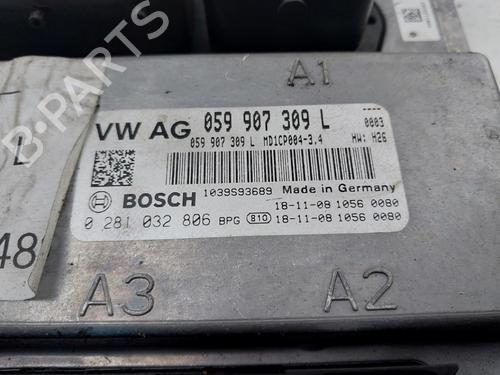 A1
VW AG 059 907 309 L 0003
059 907 309 L MD1CP004-3.4 HW: H26
L
BOSCH 1039S93689 Made in Germany
18-11-08 1056 0080
0 281 032 806 BPG 810 18-11-08 1056 0080
48
A3 A2